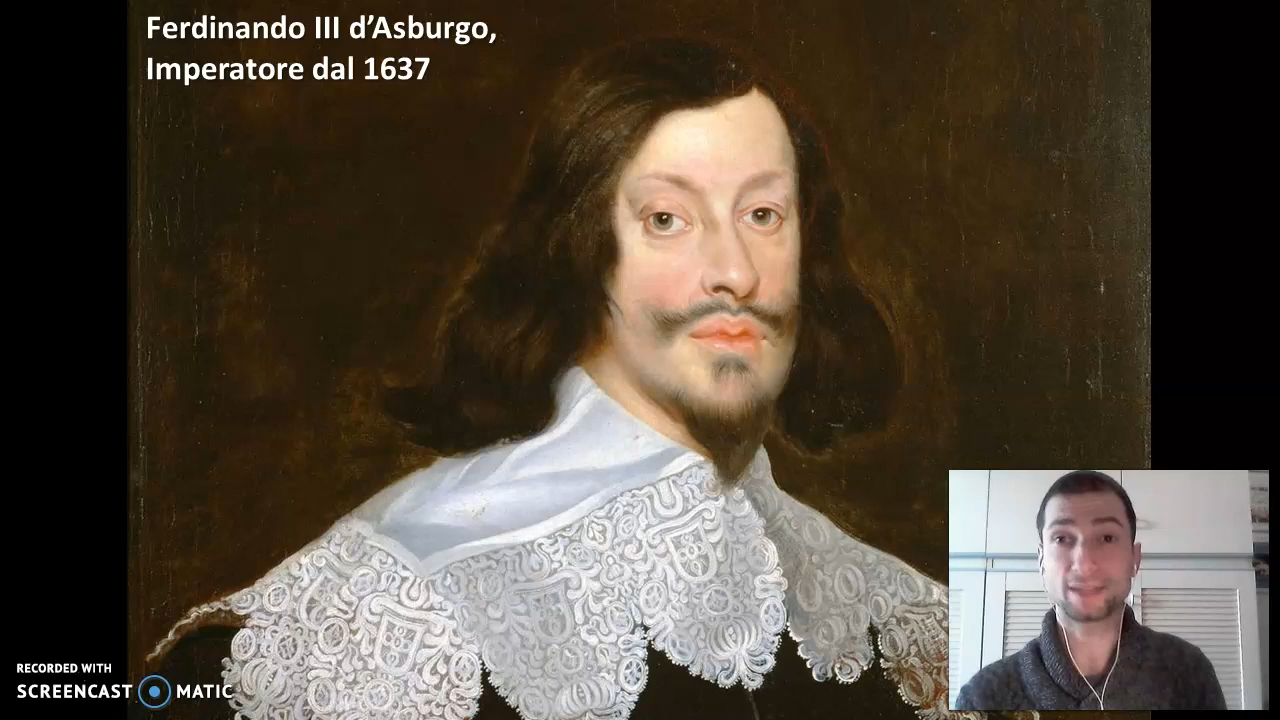 Ferdinando III d’Asburgo,
Imperatore dal 1637
RECORDED WITH
SCREENCAST MATIC